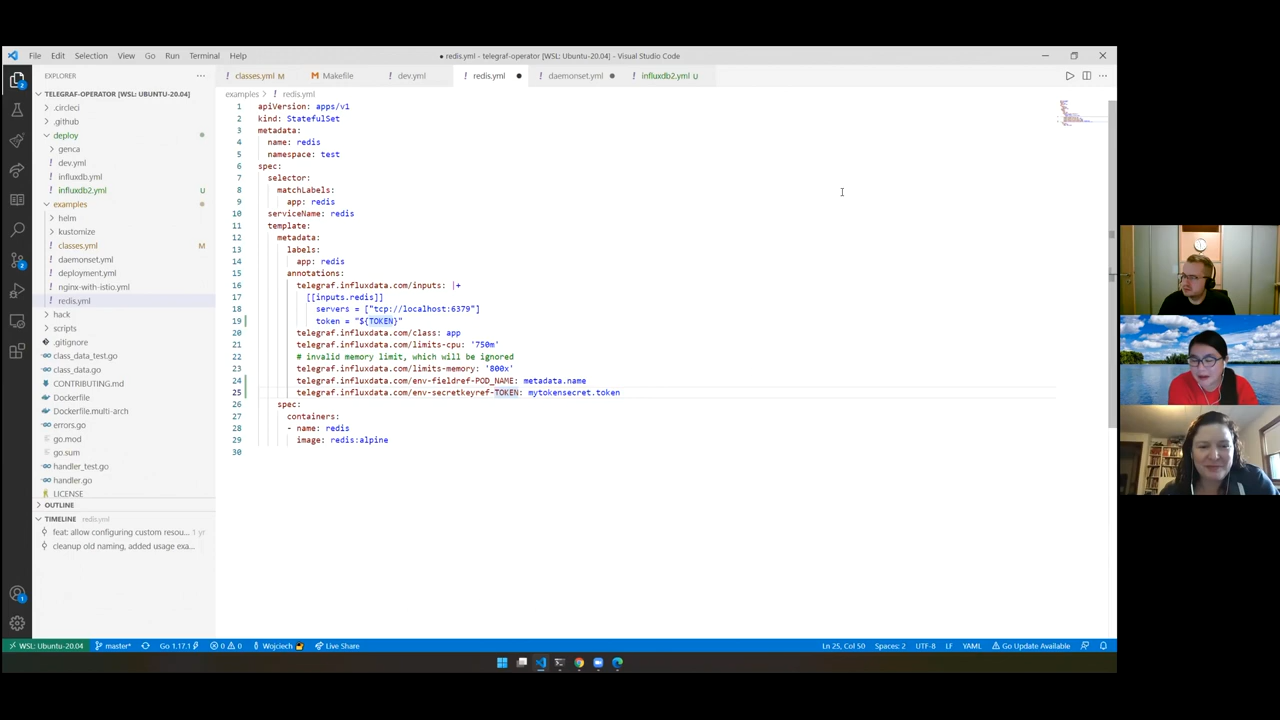 File Edit Selection View Go Run Terminal Help
● redis.yml - telegraf-operator [WSL: Ubuntu-20.04] - Visual Studio Code
EXPLORER ...
classes.yml M
Makefile
dev.yml
redis.yml ●
daemonset.yml ●
influxdb2.yml U
TELEGRAF-OPERATOR [WSL: UBUNTU-20.04]
.circleci
.github
deploy
genca
dev.yml
influxdb.yml
influxdb2.yml U
examples
helm
kustomize
classes.yml M
daemonset.yml
deployment.yml
nginx-with-istio.yml
redis.yml
hack
scripts
.gitignore
class_data_test.go
class_data.go
CONTRIBUTING.md
Dockerfile
Dockerfile.multi-arch
errors.go
go.mod
go.sum
handler_test.go
handler.go
LICENSE
OUTLINE
TIMELINE redis.yml
feat: allow configuring custom resou... 1 yr
cleanup old naming, added usage exa...
examples > ! redis.yml
1 apiVersion: apps/v1
2 kind: StatefulSet
3 metadata:
4 name: redis
5 namespace: test
6 spec:
7 selector:
8 matchLabels:
9 app: redis
10 serviceName: redis
11 template:
12 metadata:
13 labels:
14 app: redis
15 annotations:
16 telegraf.influxdata.com/inputs: |+
17 [[inputs.redis]]
18 servers = ["tcp://localhost:6379"]
19 token = "${TOKEN}"
20 telegraf.influxdata.com/class: app
21 telegraf.influxdata.com/limits-cpu: '750m'
22 # invalid memory limit, which will be ignored
23 telegraf.influxdata.com/limits-memory: '800x'
24 telegraf.influxdata.com/env-fieldref-POD_NAME: metadata.name
25 telegraf.influxdata.com/env-secretkeyref-TOKEN: mytokensecret.token
26 spec:
27 containers:
28 - name: redis
29 image: redis:alpine
30
WSL: Ubuntu-20.04 master* Go 1.17.1 0 0 Wojciech Live Share
Ln 25, Col 50 Spaces: 2 UTF-8 LF YAML Go Update Available